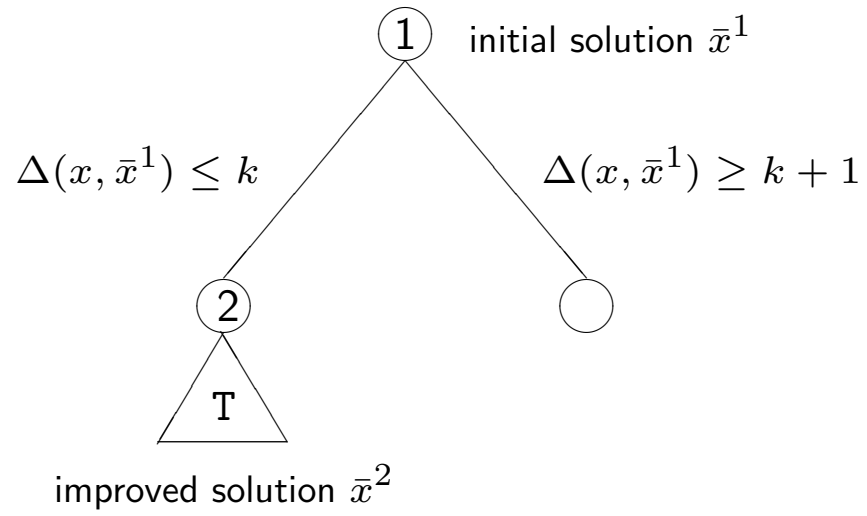 1 initial solution x̄¹
Δ(x, x̄¹) ≤ k Δ(x, x̄¹) ≥ k + 1
2
T
improved solution x̄²